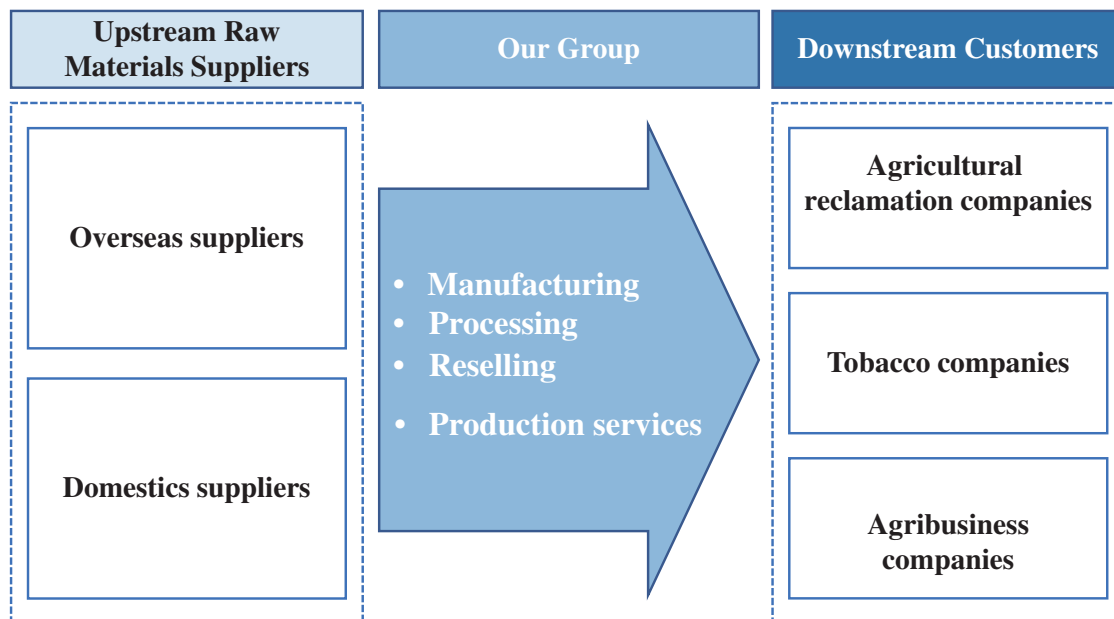 Upstream Raw
Materials Suppliers
Our Group
Downstream Customers
Overseas suppliers
Domestics suppliers
• Manufacturing
• Processing
• Reselling
• Production services
Agricultural
reclamation companies
Tobacco companies
Agribusiness
companies